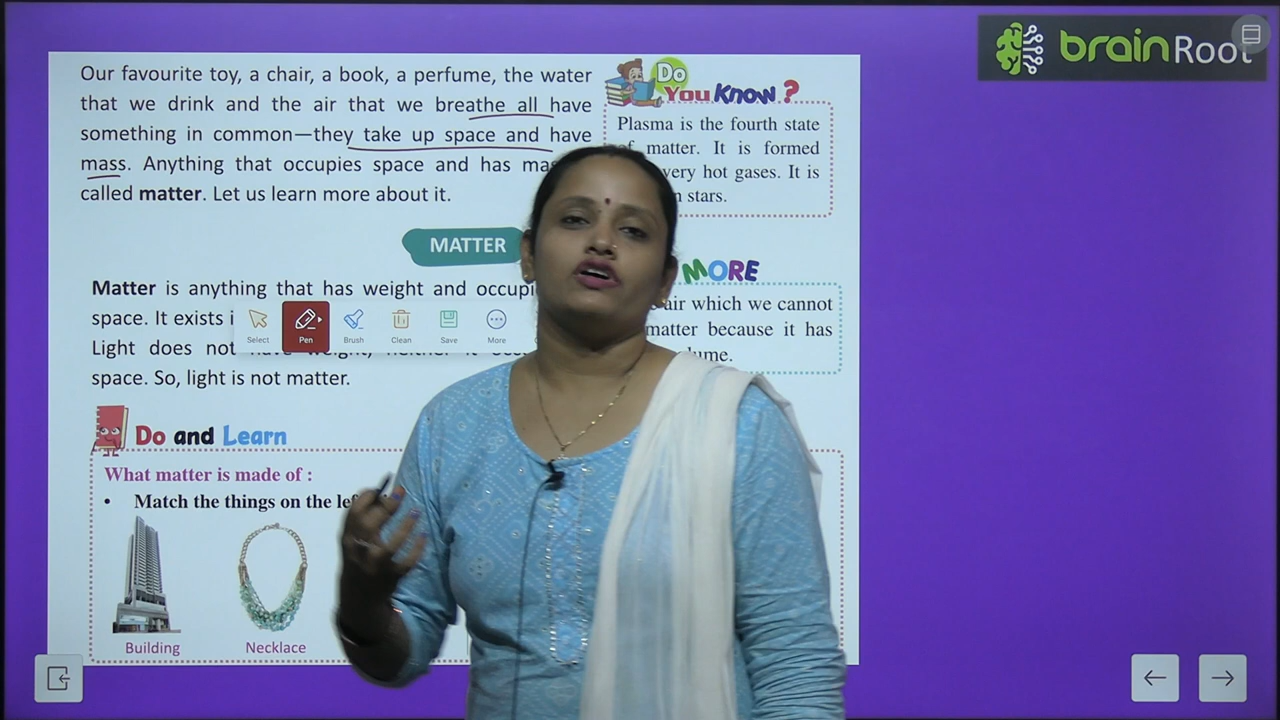 brainRoot
Our favourite toy, a chair, a book, a perfume, the water
that we drink and the air that we breathe all have
something in common—they take up space and have
mass. Anything that occupies space and has
called matter. Let us learn more about it.
Do
You Know ?
Plasma is the fourth state
matter. It is formed
very hot gases. It is
stars.
MATTER
Matter is anything that has weight and
space. It exists
Light does not have weight, neither it
space. So, light is not matter.
MORE
air which we cannot
matter because it has
Select
Pen
Brush
Clean
Save
More
Do and Learn
What matter is made of :
• Match the things on the
Building
Necklace